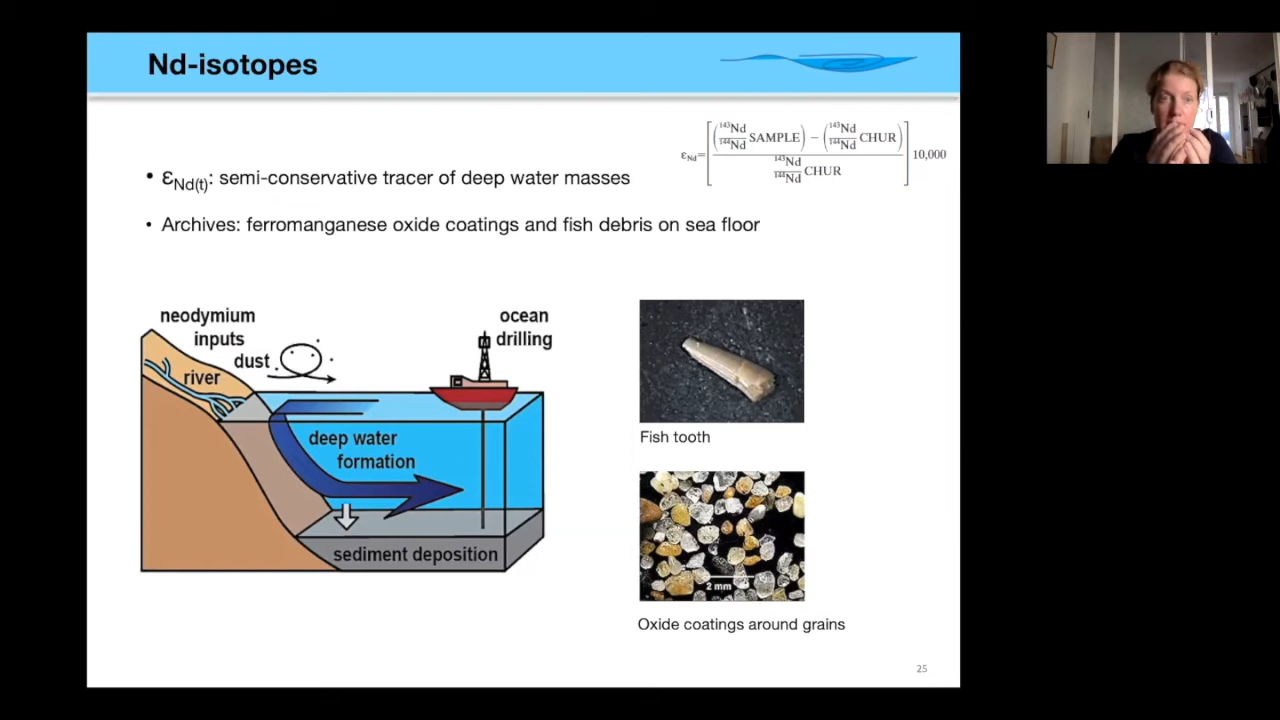 Nd-isotopes
εNd= [ (143Nd/144Nd SAMPLE) − (143Nd/144Nd CHUR) / 143Nd/144Nd CHUR ] 10,000
• εNd(t): semi-conservative tracer of deep water masses
• Archives: ferromanganese oxide coatings and fish debris on sea floor
neodymium
inputs
dust
river
ocean
drilling
deep water
formation
sediment deposition
Fish tooth
2 mm
Oxide coatings around grains
25